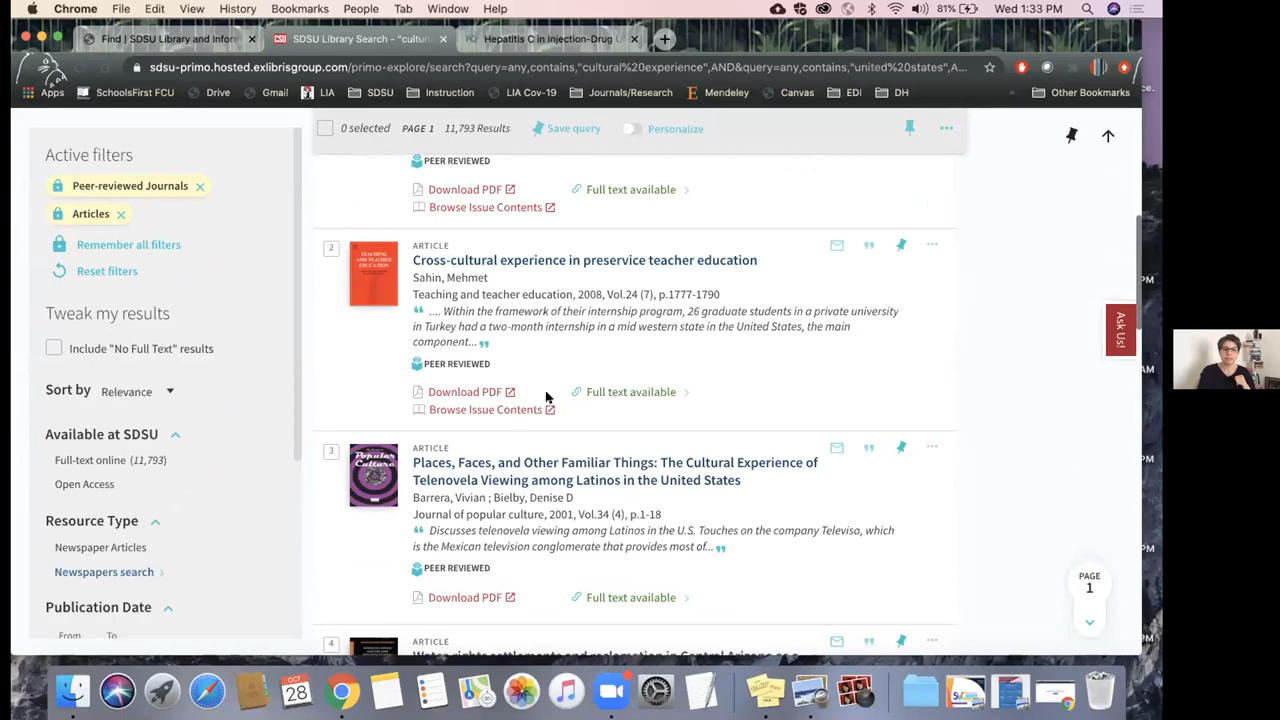 Chrome File Edit View History Bookmarks People Tab Window Help 81% Wed 1:33 PM
Find | SDSU Library and Inform SDSU Library Search - "cultur Hepatitis C in Injection-Drug U
sdsu-primo.hosted.exlibrisgroup.com/primo-explore/search?query=any,contains,"cultural%20experience",AND&query=any,contains,"united%20states",A...
Apps SchoolsFirst FCU Drive Gmail LIA SDSU Instruction LIA Cov-19 Journals/Research Mendeley Canvas EDI DH » Other Bookmarks
0 selected PAGE 1 11,793 Results Save query Personalize
Active filters
Peer-reviewed Journals
Articles
Remember all filters
Reset filters
Tweak my results
Include "No Full Text" results
Sort by Relevance
Available at SDSU
Full-text online (11,793)
Open Access
Resource Type
Newspaper Articles
Newspapers search
Publication Date
From To
PEER REVIEWED
Download PDF Full text available
Browse Issue Contents
2
ARTICLE
Cross-cultural experience in preservice teacher education
Sahin, Mehmet
Teaching and teacher education, 2008, Vol.24 (7), p.1777-1790
.... Within the framework of their internship program, 26 graduate students in a private university
in Turkey had a two-month internship in a mid western state in the United States, the main
component...
PEER REVIEWED
Download PDF Full text available
Browse Issue Contents
3
ARTICLE
Places, Faces, and Other Familiar Things: The Cultural Experience of
Telenovela Viewing among Latinos in the United States
Barrera, Vivian ; Bielby, Denise D
Journal of popular culture, 2001, Vol.34 (4), p.1-18
Discusses telenovela viewing among Latinos in the U.S. Touches on the company Televisa, which
is the Mexican television conglomerate that provides most of...
PEER REVIEWED
Download PDF Full text available
4
ARTICLE
Ask Us!
PAGE
1
TEACHING
AND TEACHER
EDUCATION
Popular
Culture
OCT
28